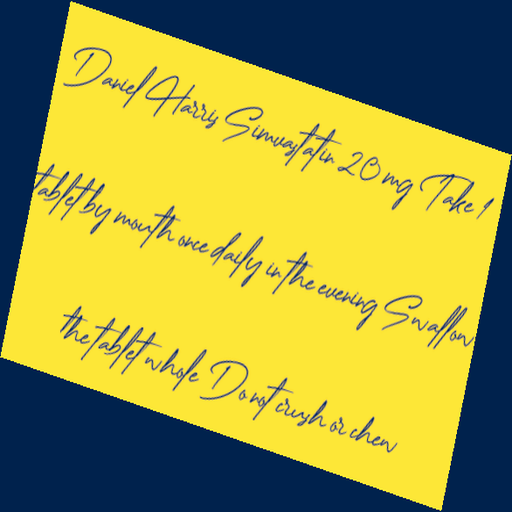 Daniel Harris Simvastatin 20 mg Take 1
tablet by mouth once daily in the evening Swallow
the tablet whole Do not crush or chew